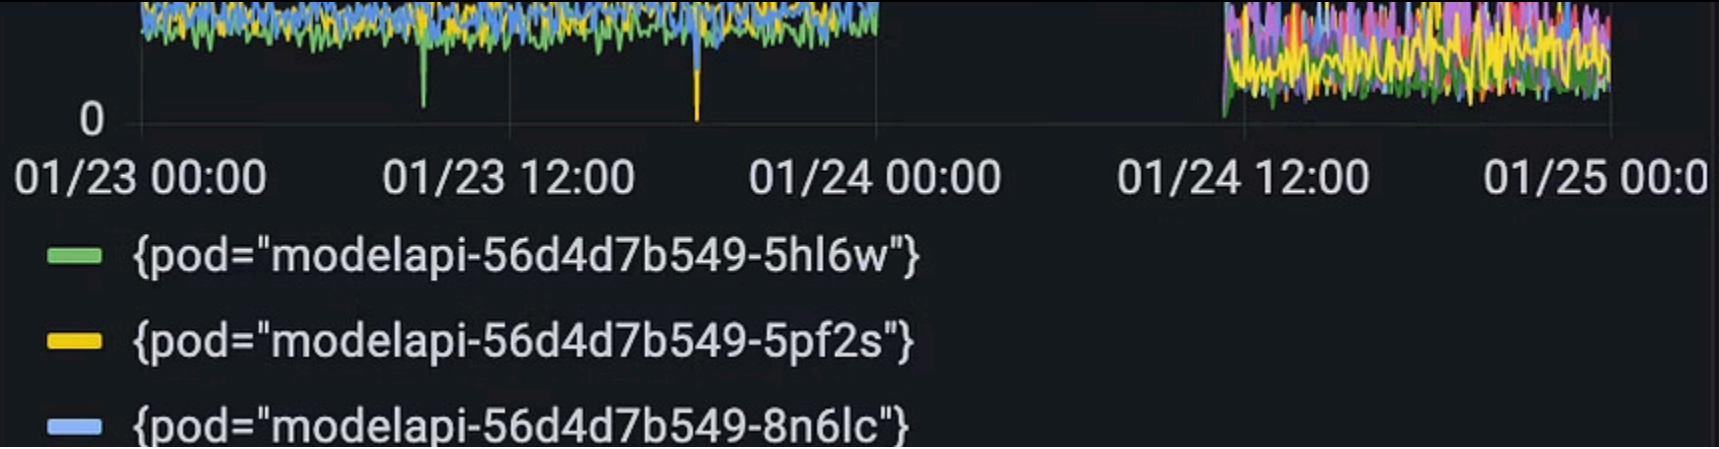 0
01/23 00:00 01/23 12:00 01/24 00:00 01/24 12:00 01/25 00:0
{pod="modelapi-56d4d7b549-5hl6w"}
{pod="modelapi-56d4d7b549-5pf2s"}
{pod="modelapi-56d4d7b549-8n6lc"}